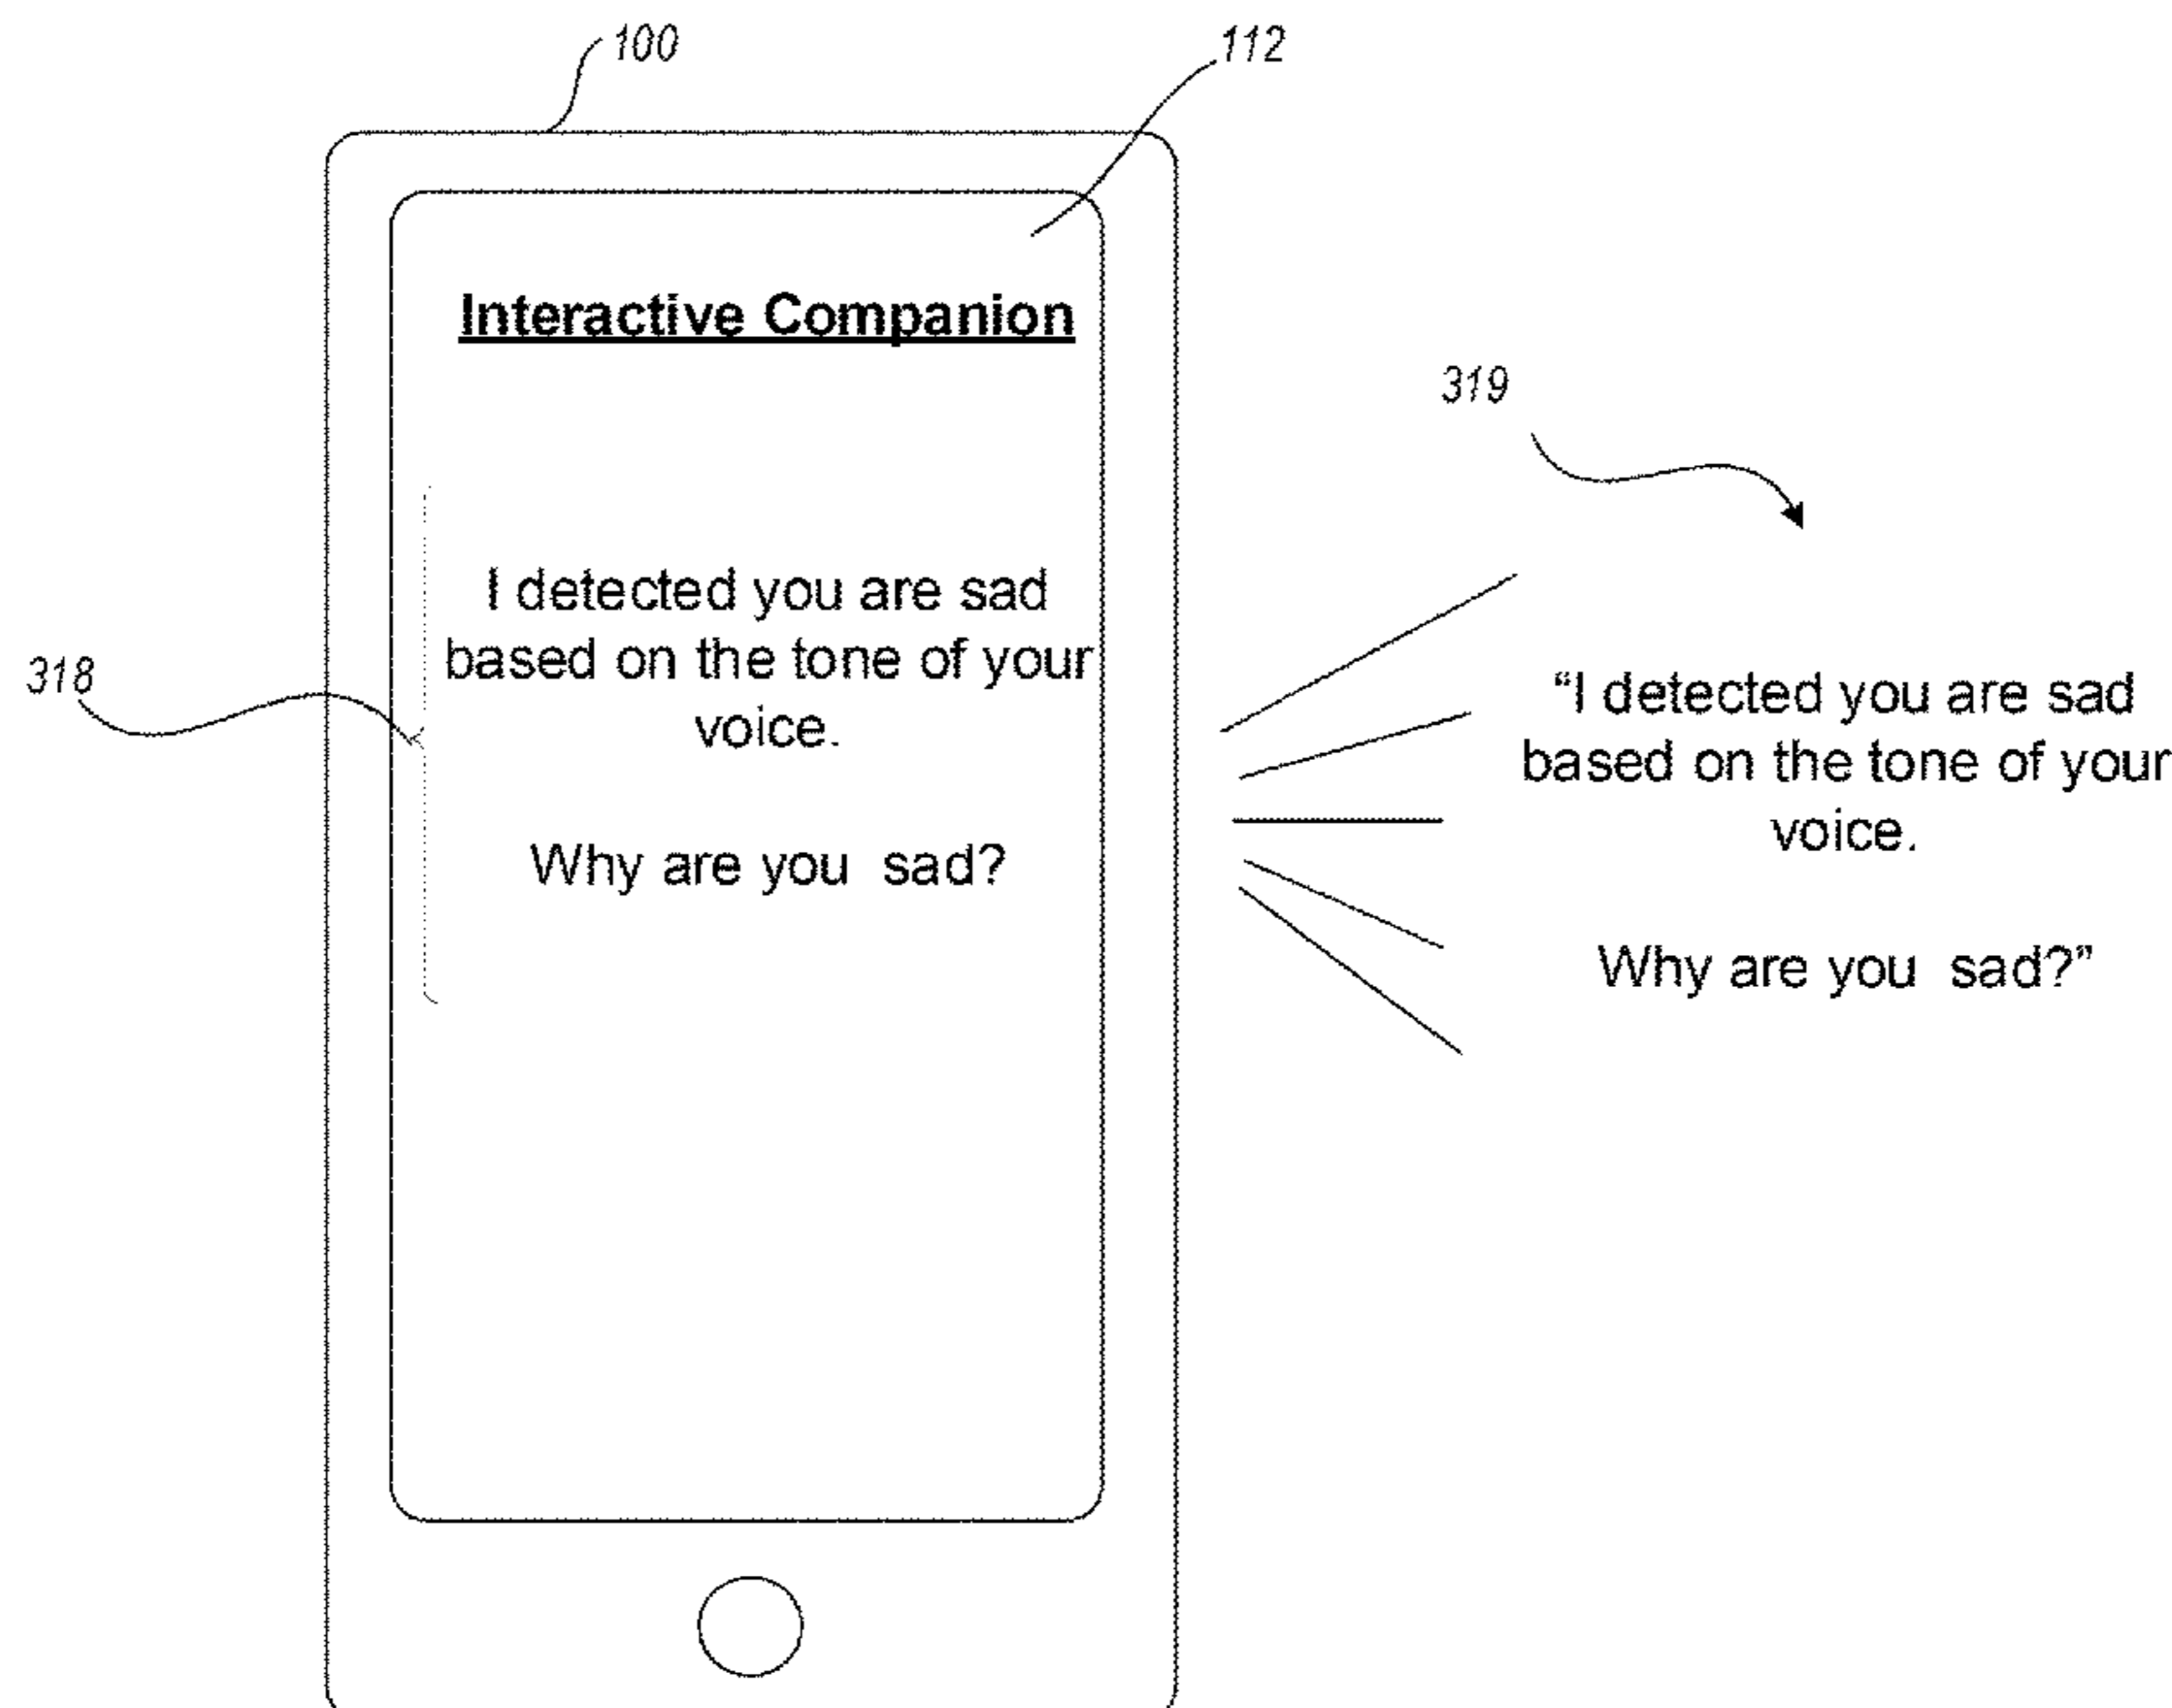 100
112
Interactive Companion
319
I detected you are sad
based on the tone of your
voice.
Why are you sad?
318
“I detected you are sad
based on the tone of your
voice.
Why are you sad?”